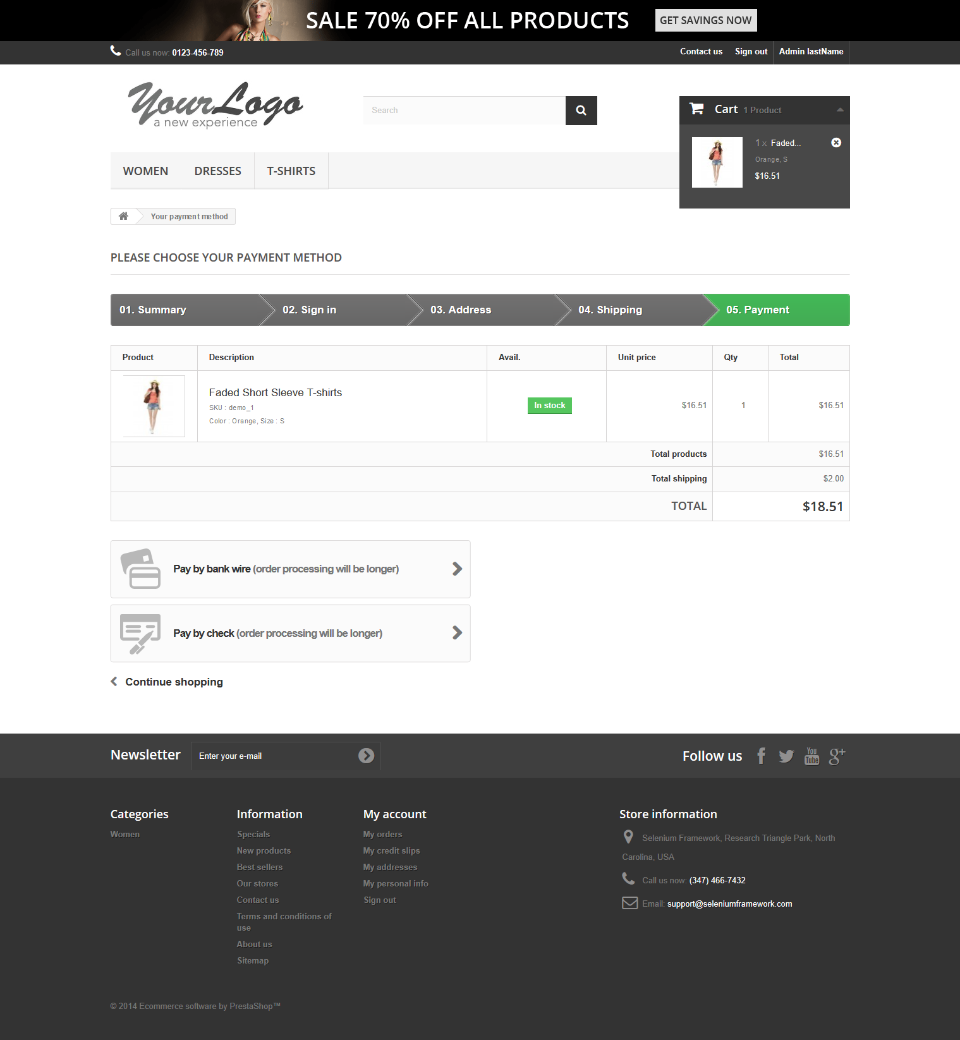 SALE 70% OFF ALL PRODUCTS GET SAVINGS NOW
Call us now: 0123-456-789 Contact us Sign out Admin lastName
YourLogo
a new experience
Search
Cart 1 Product
1 x Faded...
Orange, S
$16.51
WOMEN DRESSES T-SHIRTS
Your payment method
PLEASE CHOOSE YOUR PAYMENT METHOD
01. Summary 02. Sign in 03. Address 04. Shipping 05. Payment
Product Description Avail. Unit price Qty Total
Faded Short Sleeve T-shirts
SKU : demo_1
Color : Orange, Size : S
In stock $16.51 1 $16.51
Total products $16.51
Total shipping $2.00
TOTAL $18.51
Pay by bank wire (order processing will be longer)
Pay by check (order processing will be longer)
Continue shopping
Newsletter Enter your e-mail Follow us You Tube g+
Categories
Women
Information
Specials
New products
Best sellers
Our stores
Contact us
Terms and conditions of
use
About us
Sitemap
My account
My orders
My credit slips
My addresses
My personal info
Sign out
Store information
Selenium Framework, Research Triangle Park, North
Carolina, USA
Call us now: (347) 466-7432
Email: support@seleniumframework.com
© 2014 Ecommerce software by PrestaShop™